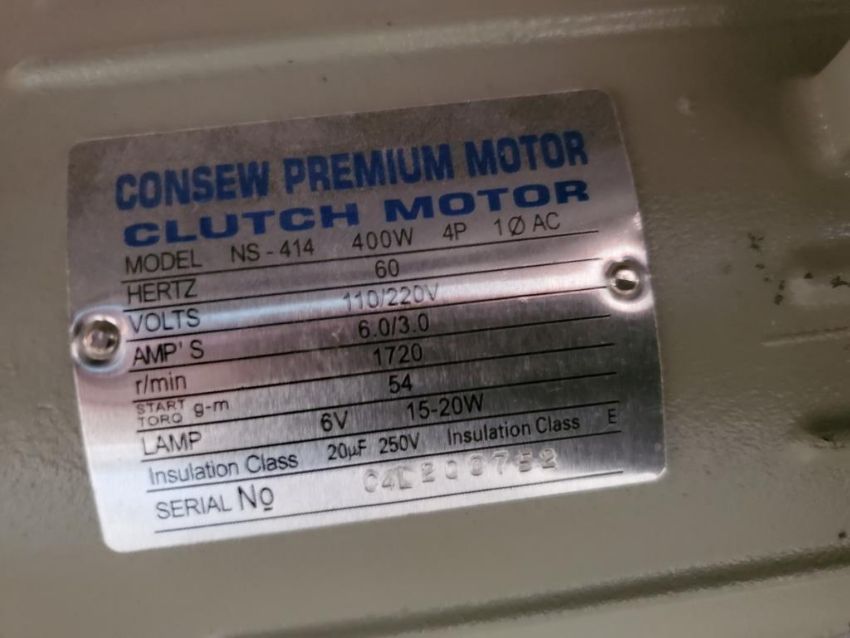 CONSEW PREMIUM MOTOR
CLUTCH MOTOR
MODEL NS-414 400W 4P 1Ø AC
HERTZ 60
VOLTS 110/220V
AMP'S 6.0/3.0
r/min 1720
START TORQ g-m 54
LAMP 6V 15-20W
Insulation Class 20µF 250V Insulation Class E
SERIAL No